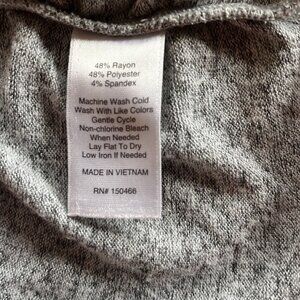 48% Rayon
48% Polyester
4% Spandex
Machine Wash Cold
Wash With Like Colors
Gentle Cycle
Non-chlorine Bleach
When Needed
Lay Flat To Dry
Low Iron If Needed
MADE IN VIETNAM
RN# 150466